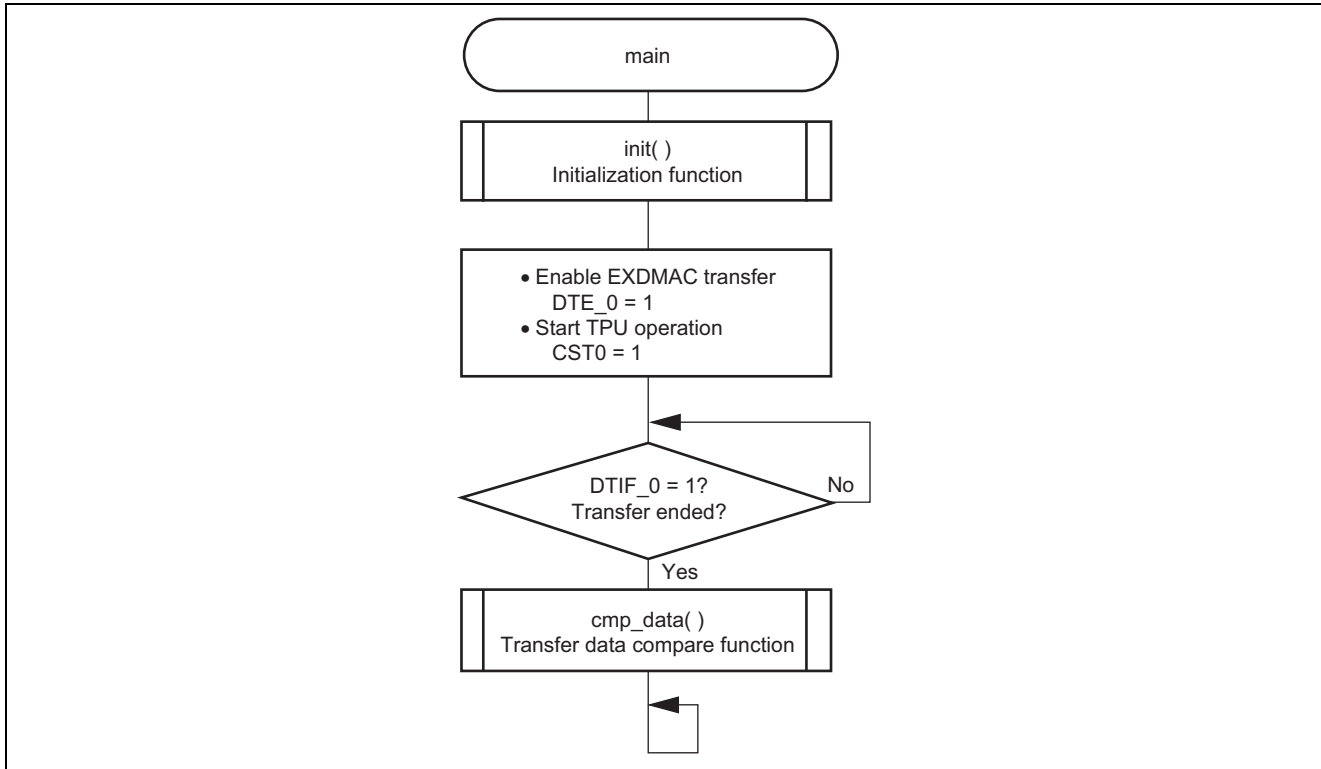 main
init( )
Initialization function
• Enable EXDMAC transfer
DTE_0 = 1
• Start TPU operation
CST0 = 1
DTIF_0 = 1?
Transfer ended?
No
Yes
cmp_data( )
Transfer data compare function